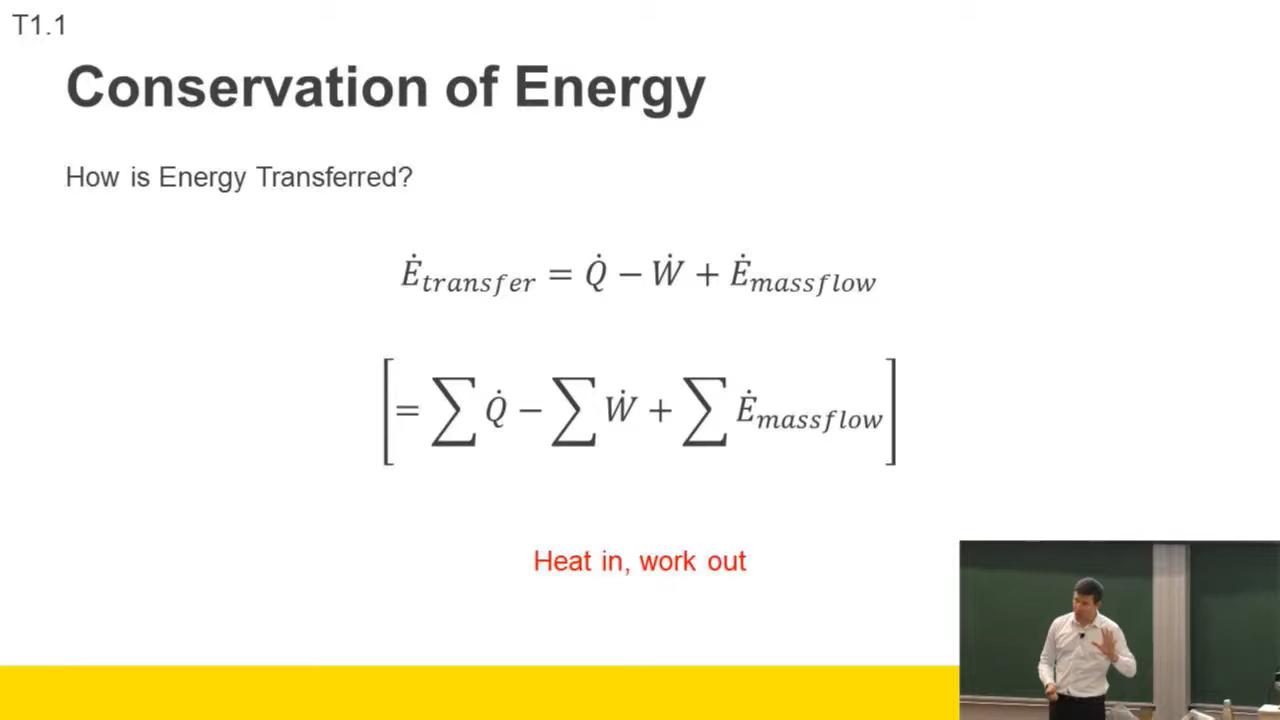 T1.1
Conservation of Energy
How is Energy Transferred?
Ė_transfer = Q̇ − Ẇ + Ė_massflow
[= ∑ Q̇ − ∑ Ẇ + ∑ Ė_massflow]
Heat in, work out